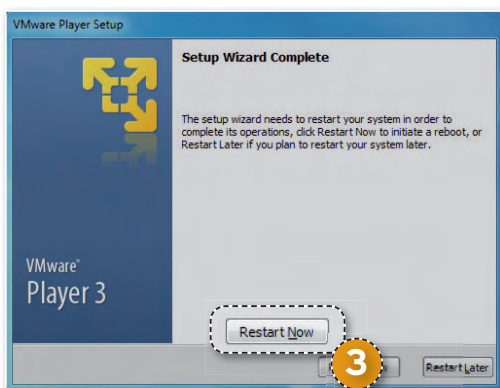 VMware Player Setup
Setup Wizard Complete
The setup wizard needs to restart your system in order to
complete its operations, click Restart Now to initiate a reboot, or
Restart Later if you plan to restart your system later.
VMware®
Player 3
Restart Now
3
Restart Later